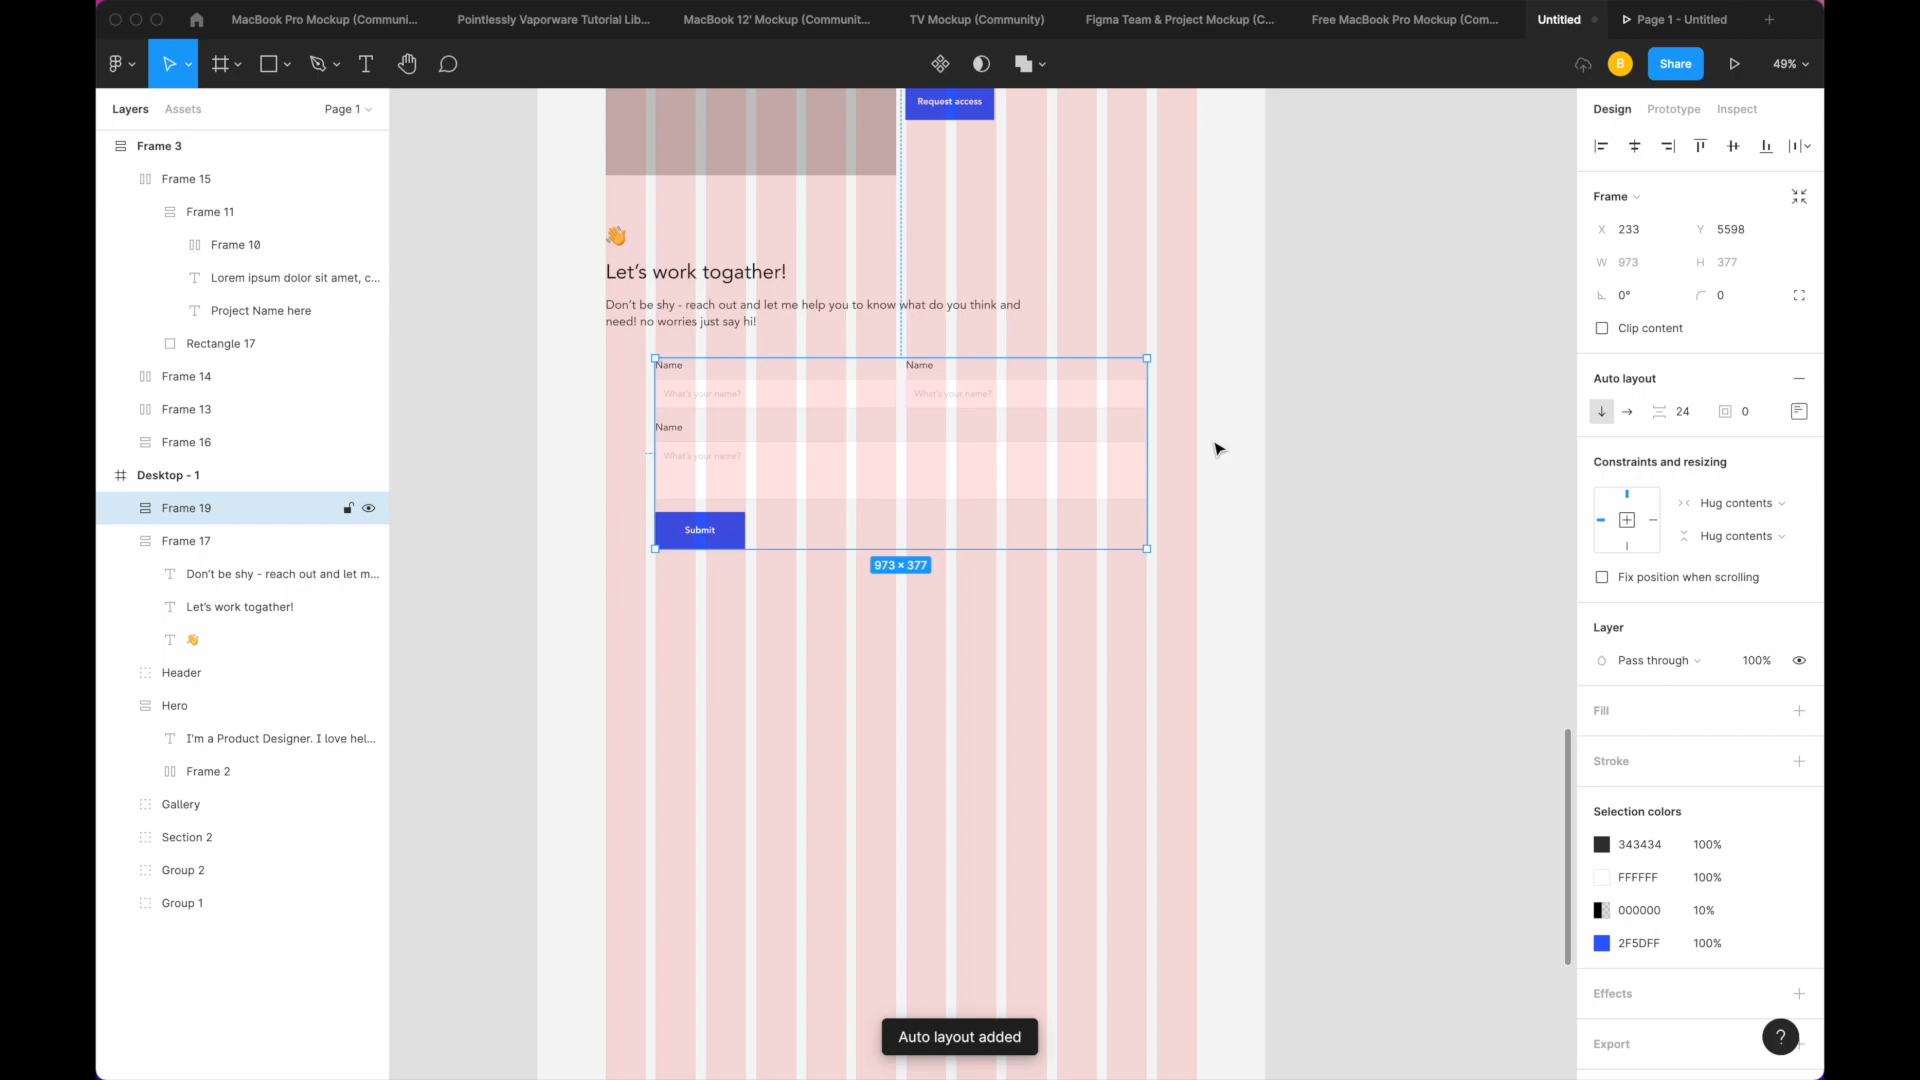 MacBook Pro Mockup (Communi...
Pointlessly Vaporware Tutorial Lib...
MacBook 12' Mockup (Communit...
TV Mockup (Community)
Figma Team & Project Mockup (C...
Free MacBook Pro Mockup (Com...
Untitled
Page 1 - Untitled
B
Share
49%
Layers
Assets
Page 1
Frame 3
Frame 15
Frame 11
Frame 10
Lorem ipsum dolor sit amet, c...
Project Name here
Rectangle 17
Frame 14
Frame 13
Frame 16
Desktop - 1
Frame 19
Frame 17
Don't be shy - reach out and let m...
Let's work togather!
👋
Header
Hero
I'm a Product Designer. I love hel...
Frame 2
Gallery
Section 2
Group 2
Group 1
Request access
👋
Let's work togather!
Don't be shy - reach out and let me help you to know what do you think and
need! no worries just say hi!
Name
Name
What's your name?
What's your name?
Name
What's your name?
Submit
973 × 377
Auto layout added
Design
Prototype
Inspect
Frame
X 233
Y 5598
W 973
H 377
0°
0
Clip content
Auto layout
24
0
Constraints and resizing
Hug contents
Hug contents
Fix position when scrolling
Layer
Pass through
100%
Fill
Stroke
Selection colors
343434 100%
FFFFFF 100%
000000 10%
2F5DFF 100%
Effects
Export
?